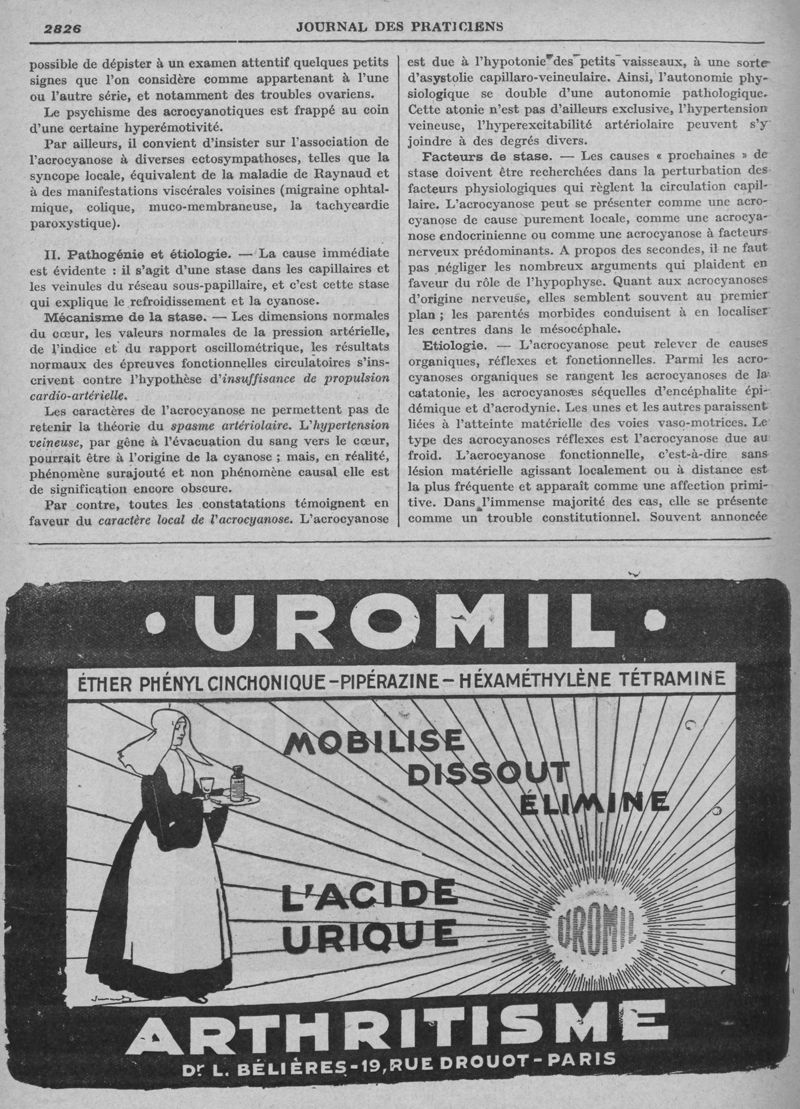 2826
JOURNAL DES PRATICIENS
possible de dépister à un examen attentif quelques petits
signes que l'on considère comme appartenant à l'une
ou l'autre série, et notamment des troubles ovariens.
Le psychisme des acrocyanotiques est frappé au coin
d'une certaine hyperémotivité.
Par ailleurs, il convient d'insister sur l'association de
l'acrocyanose à diverses ectosympathoses, telles que la
syncope locale, équivalent de la maladie de Raynaud et
à des manifestations viscérales voisines (migraine ophtal-
mique, colique, muco-membraneuse, la tachycardie
paroxystique).
II. Pathogénie et étiologie. — La cause immédiate
est évidente : il s'agit d'une stase dans les capillaires et
les veinules du réseau sous-papillaire, et c'est cette stase
qui explique le refroidissement et la cyanose.
Mécanisme de la stase. — Les dimensions normales
du cœur, les valeurs normales de la pression artérielle,
de l'indice et du rapport oscillométrique, les résultats
normaux des épreuves fonctionnelles circulatoires s'ins-
crivent contre l'hypothèse d'insuffisance de propulsion
cardio-artérielle.
Les caractères de l'acrocyanose ne permettent pas de
retenir la théorie du spasme artériolaire. L'hypertension
veineuse, par gêne à l'évacuation du sang vers le cœur,
pourrait être à l'origine de la cyanose ; mais, en réalité,
phénomène surajouté et non phénomène causal elle est
de signification encore obscure.
Par contre, toutes les constatations témoignent en
faveur du caractère local de l'acrocyanose. L'acrocyanose
est due à l'hypotonie des petits vaisseaux, à une sorte
d'asystolie capillaro-veineulaire. Ainsi, l'autonomie phy-
siologique se double d'une autonomie pathologique.
Cette atonie n'est pas d'ailleurs exclusive, l'hypertension
veineuse, l'hyperexcitabilité artériolaire peuvent s'y
joindre à des degrés divers.
Facteurs de stase. — Les causes « prochaines » de
stase doivent être recherchées dans la perturbation des
facteurs physiologiques qui règlent la circulation capil-
laire. L'acrocyanose peut se présenter comme une acro-
cyanose de cause purement locale, comme une acrocya-
nose endocrinienne ou comme une acrocyanose à facteurs
nerveux prédominants. A propos des secondes, il ne faut
pas négliger les nombreux arguments qui plaident en
faveur du rôle de l'hypophyse. Quant aux acrocyanoses
d'origine nerveuse, elles semblent souvent au premier
plan ; les parentés morbides conduisent à en localiser
les centres dans le mésocéphale.
Etiologie. — L'acrocyanose peut relever de causes
organiques, réflexes et fonctionnelles. Parmi les acro-
cyanoses organiques se rangent les acrocyanoses de la
catatonie, les acrocyanoses séquelles d'encéphalite épi-
démique et d'acrodynie. Les unes et les autres paraissent
liées à l'atteinte matérielle des voies vaso-motrices. Le
type des acrocyanoses réflexes est l'acrocyanose due au
froid. L'acrocyanose fonctionnelle, c'est-à-dire sans
lésion matérielle agissant localement ou à distance est
la plus fréquente et apparaît comme une affection primi-
tive. Dans l'immense majorité des cas, elle se présente
comme un trouble constitutionnel. Souvent annoncée
• UROMIL •
ÉTHER PHÉNYL CINCHONIQUE - PIPÉRAZINE - HÉXAMÉTHYLÈNE TÉTRAMINE
MOBILISE
DISSOUT
ÉLIMINE
L'ACIDE
URIQUE
UROMIL
ARTHRITISME
Dr L. BÉLIÈRES - 19, RUE DROUOT - PARIS